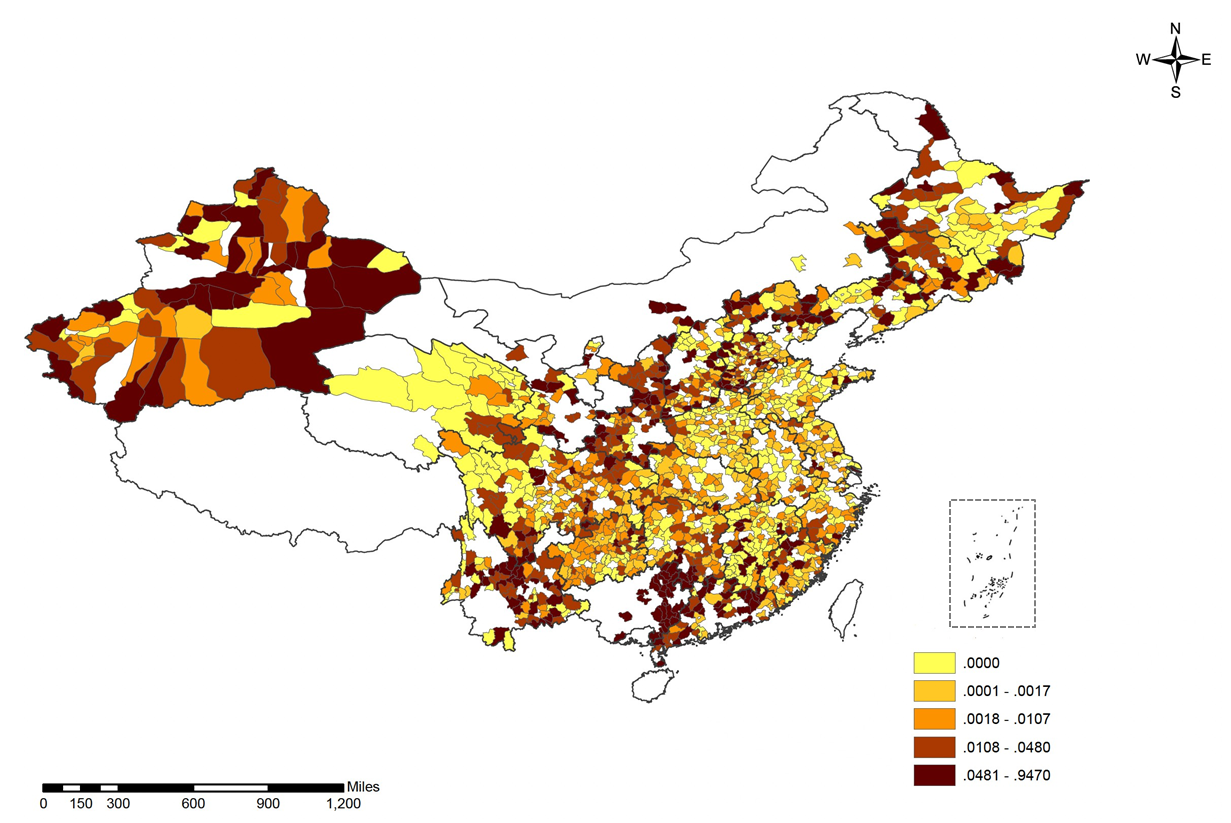 N
W E
S
.0000
.0001 - .0017
.0018 - .0107
.0108 - .0480
.0481 - .9470
Miles
0 150 300 600 900 1,200